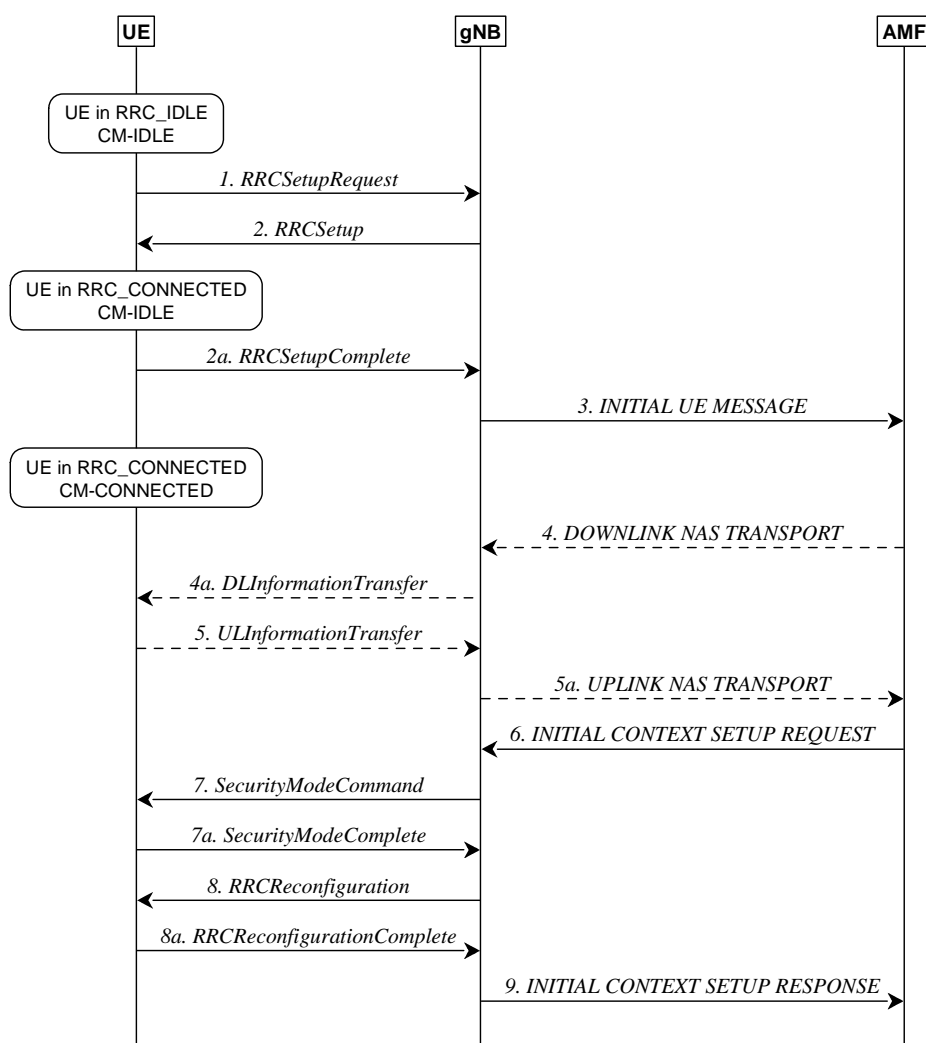 UE
gNB
AMF
UE in RRC_IDLE
CM-IDLE
1. RRCSetupRequest
2. RRCSetup
UE in RRC_CONNECTED
CM-IDLE
2a. RRCSetupComplete
3. INITIAL UE MESSAGE
UE in RRC_CONNECTED
CM-CONNECTED
4. DOWNLINK NAS TRANSPORT
4a. DLInformationTransfer
5. ULInformationTransfer
5a. UPLINK NAS TRANSPORT
6. INITIAL CONTEXT SETUP REQUEST
7. SecurityModeCommand
7a. SecurityModeComplete
8. RRCReconfiguration
8a. RRCReconfigurationComplete
9. INITIAL CONTEXT SETUP RESPONSE